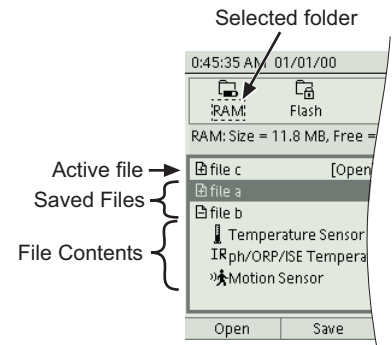 Selected folder
0:45:35 AM 01/01/00
RAM Flash
RAM: Size = 11.8 MB, Free =
Active file file c [Open
Saved Files file a
file b
File Contents
Temperature Sensor
IR ph/ORP/ISE Tempera
Motion Sensor
Open Save